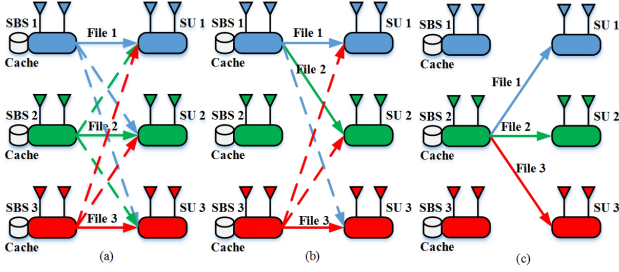 SBS 1
Cache
File 1
SU 1
SBS 2
Cache
File 2
SU 2
SBS 3
Cache
File 3
SU 3
(a)
SBS 1
Cache
File 1
File 2
SU 1
SBS 2
Cache
SU 2
SBS 3
Cache
File 3
SU 3
(b)
SBS 1
Cache
File 1
SU 1
SBS 2
Cache
File 2
SU 2
File 3
SBS 3
Cache
SU 3
(c)